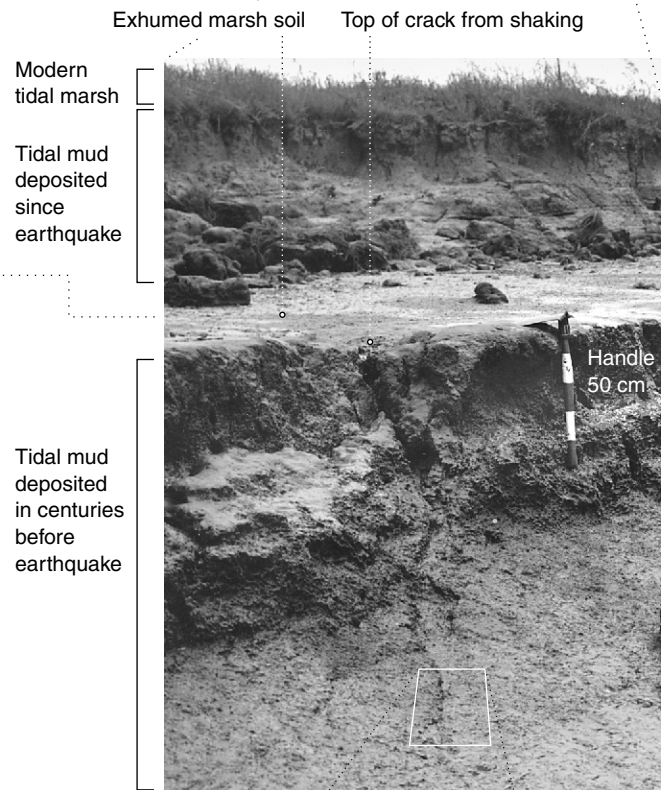 Exhumed marsh soil
Top of crack from shaking
Modern
tidal marsh
Tidal mud
deposited
since
earthquake
Handle
50 cm
Tidal mud
deposited
in centuries
before
earthquake